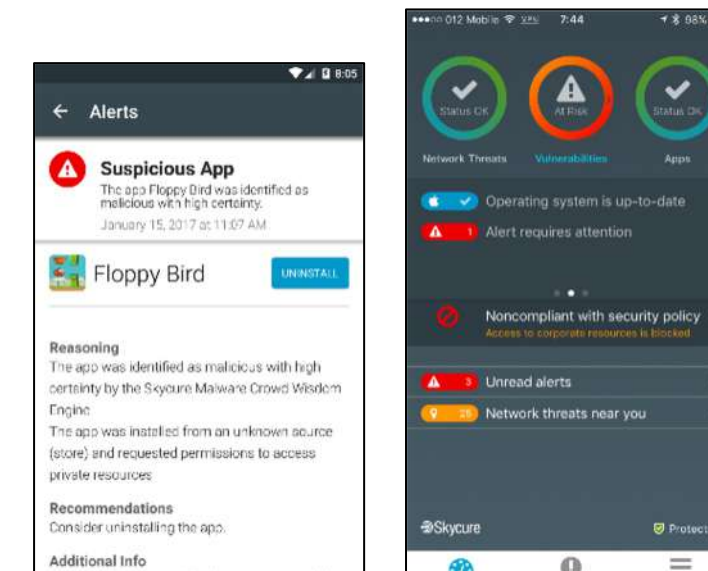 8:05
Alerts
Suspicious App
The app Floppy Bird was identified as
malicious with high certainty.
January 15, 2017 at 11:07 AM
Floppy Bird
UNINSTALL
Reasoning
The app was identified as malicious with high
certainty by the Skycure Malware Crowd Wisdom
Engine
The app was installed from an unknown source
(store) and requested permissions to access
private resources
Recommendations
Consider uninstalling the app.
Additional Info
012 Mobile VPN 7:44 98%
Status OK
At Risk
Status OK
Network Threats
Vulnerabilities
Apps
Operating system is up-to-date
1 Alert requires attention
Noncompliant with security policy
Access to corporate resources is blocked
3 Unread alerts
25 Network threats near you
Skycure
Protect